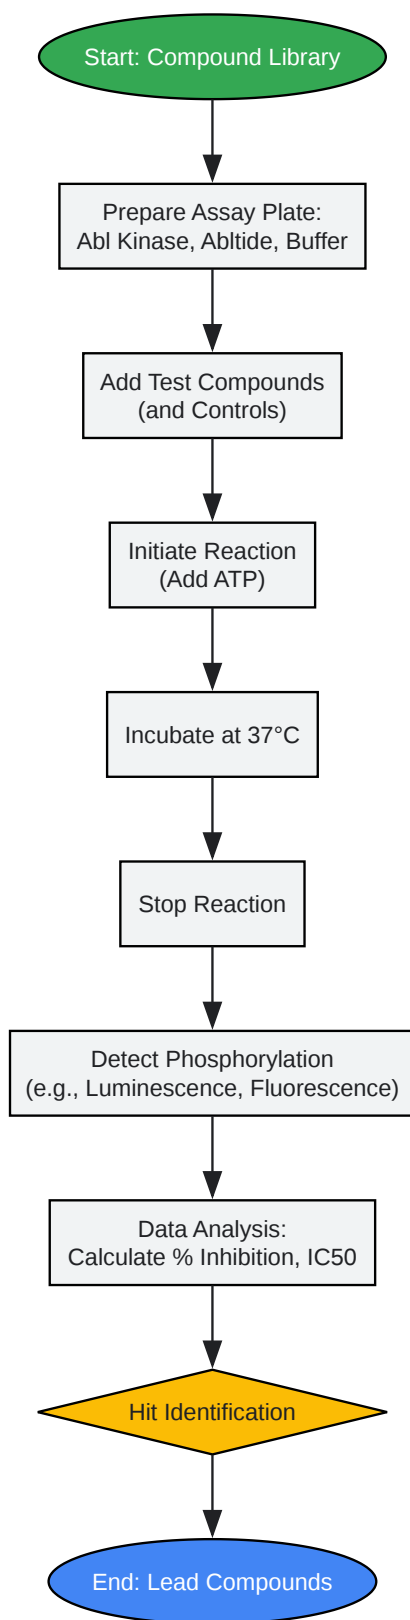 Start: Compound Library
Prepare Assay Plate:
Abl Kinase, Abltide, Buffer
Add Test Compounds
(and Controls)
Initiate Reaction
(Add ATP)
Incubate at 37°C
Stop Reaction
Detect Phosphorylation
(e.g., Luminescence, Fluorescence)
Data Analysis:
Calculate % Inhibition, IC50
Hit Identification
End: Lead Compounds